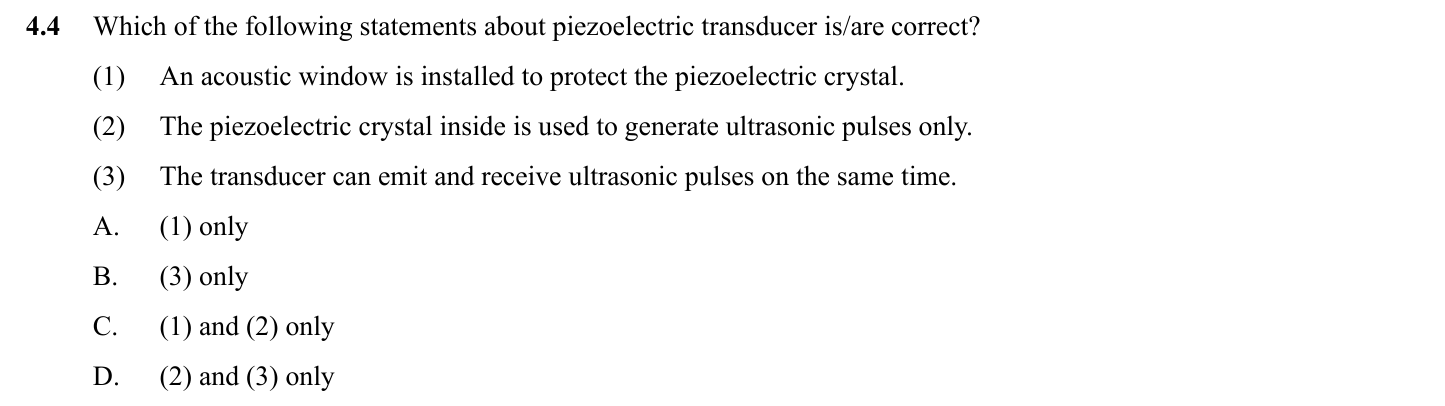 4.4 Which of the following statements about piezoelectric transducer is/are correct?
(1) An acoustic window is installed to protect the piezoelectric crystal.
(2) The piezoelectric crystal inside is used to generate ultrasonic pulses only.
(3) The transducer can emit and receive ultrasonic pulses on the same time.
A. (1) only
B. (3) only
C. (1) and (2) only
D. (2) and (3) only